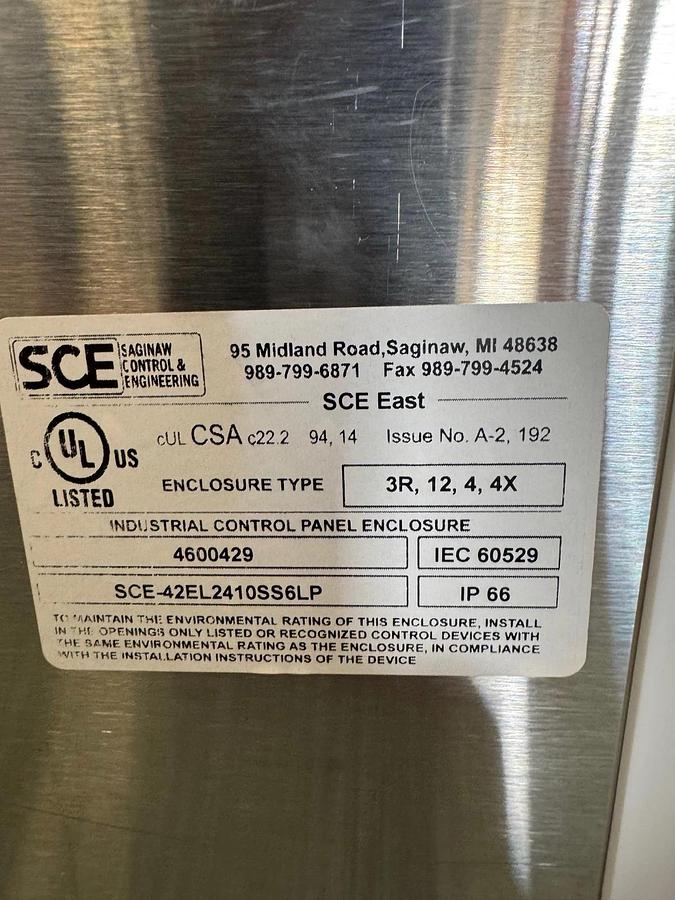 SCE SAGINAW
CONTROL &
ENGINEERING
95 Midland Road,Saginaw, MI 48638
989-799-6871 Fax 989-799-4524
SCE East
C UL US
LISTED
cUL CSA c22.2 94, 14 Issue No. A-2, 192
ENCLOSURE TYPE 3R, 12, 4, 4X
INDUSTRIAL CONTROL PANEL ENCLOSURE
4600429 IEC 60529
SCE-42EL2410SS6LP IP 66
TO MAINTAIN THE ENVIRONMENTAL RATING OF THIS ENCLOSURE, INSTALL
IN THE OPENINGS ONLY LISTED OR RECOGNIZED CONTROL DEVICES WITH
THE SAME ENVIRONMENTAL RATING AS THE ENCLOSURE, IN COMPLIANCE
WITH THE INSTALLATION INSTRUCTIONS OF THE DEVICE